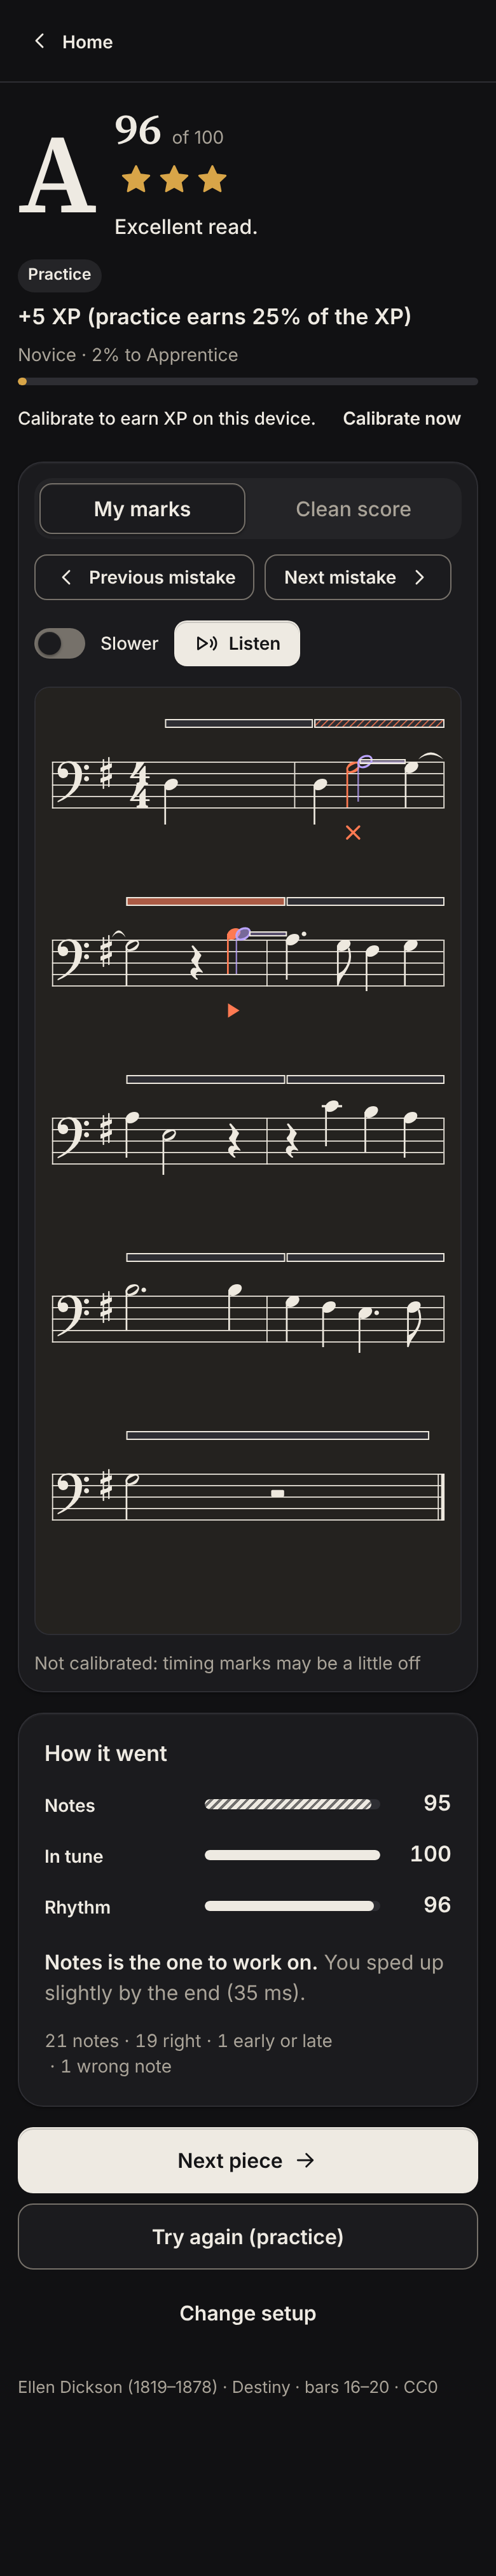 Home
A
96 of 100
Excellent read.
Practice
+5 XP (practice earns 25% of the XP)
Novice · 2% to Apprentice
Calibrate to earn XP on this device. Calibrate now
My marks Clean score
Previous mistake Next mistake
Slower Listen
4
4
Not calibrated: timing marks may be a little off
How it went
Notes 95
In tune 100
Rhythm 96
Notes is the one to work on. You sped up
slightly by the end (35 ms).
21 notes · 19 right · 1 early or late
· 1 wrong note
Next piece →
Try again (practice)
Change setup
Ellen Dickson (1819–1878) · Destiny · bars 16–20 · CC0